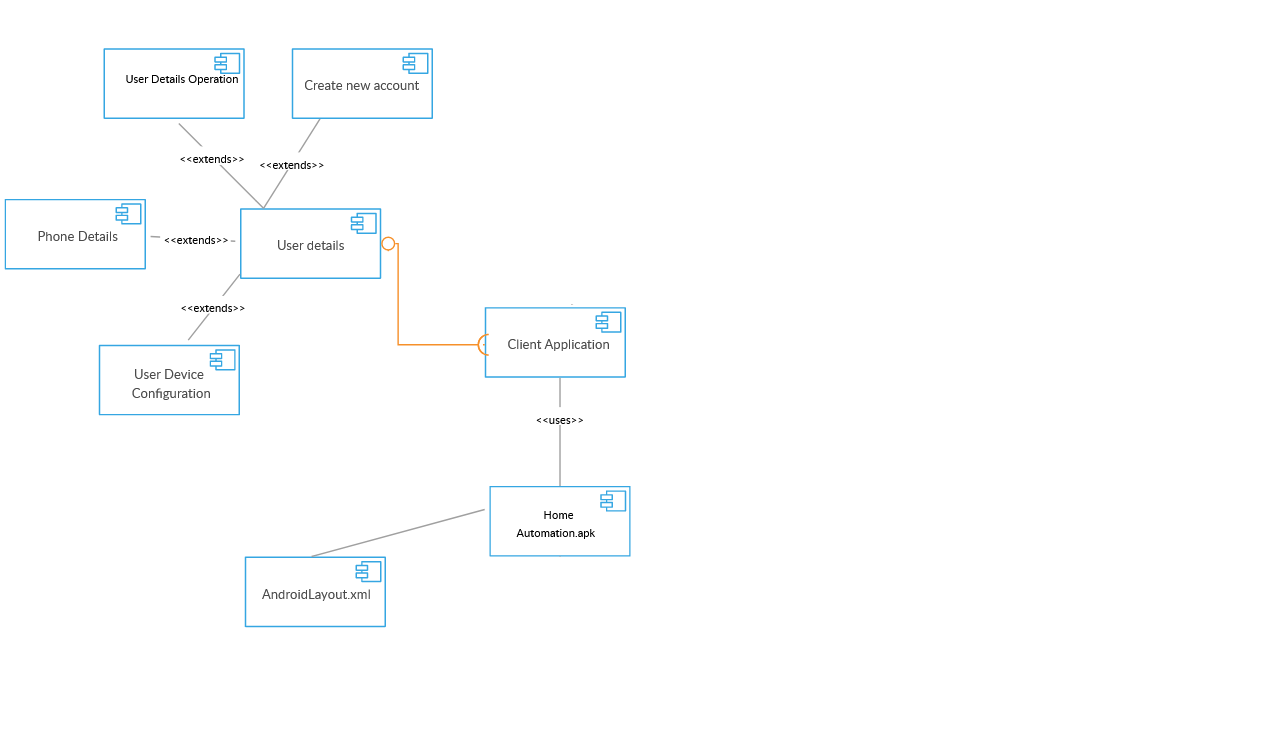 User Details Operation
Create new account
<<extends>>
<<extends>>
Phone Details
<<extends>>
User details
<<extends>>
Client Application
User Device
Configuration
<<uses>>
Home
Automation.apk
AndroidLayout.xml